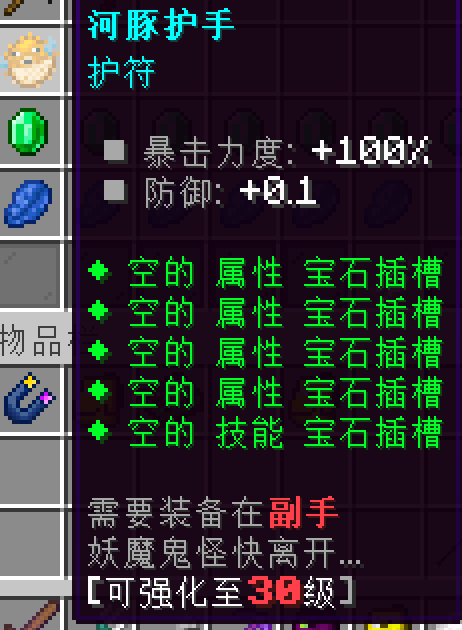 河豚护手
护符
■ 暴击力度: +100%
■ 防御: +0.1
◆ 空的 属性 宝石插槽
◆ 空的 属性 宝石插槽
◆ 空的 属性 宝石插槽
◆ 空的 属性 宝石插槽
◆ 空的 技能 宝石插槽
物品
需要装备在副手
妖魔鬼怪快离开...
[可强化至30级]